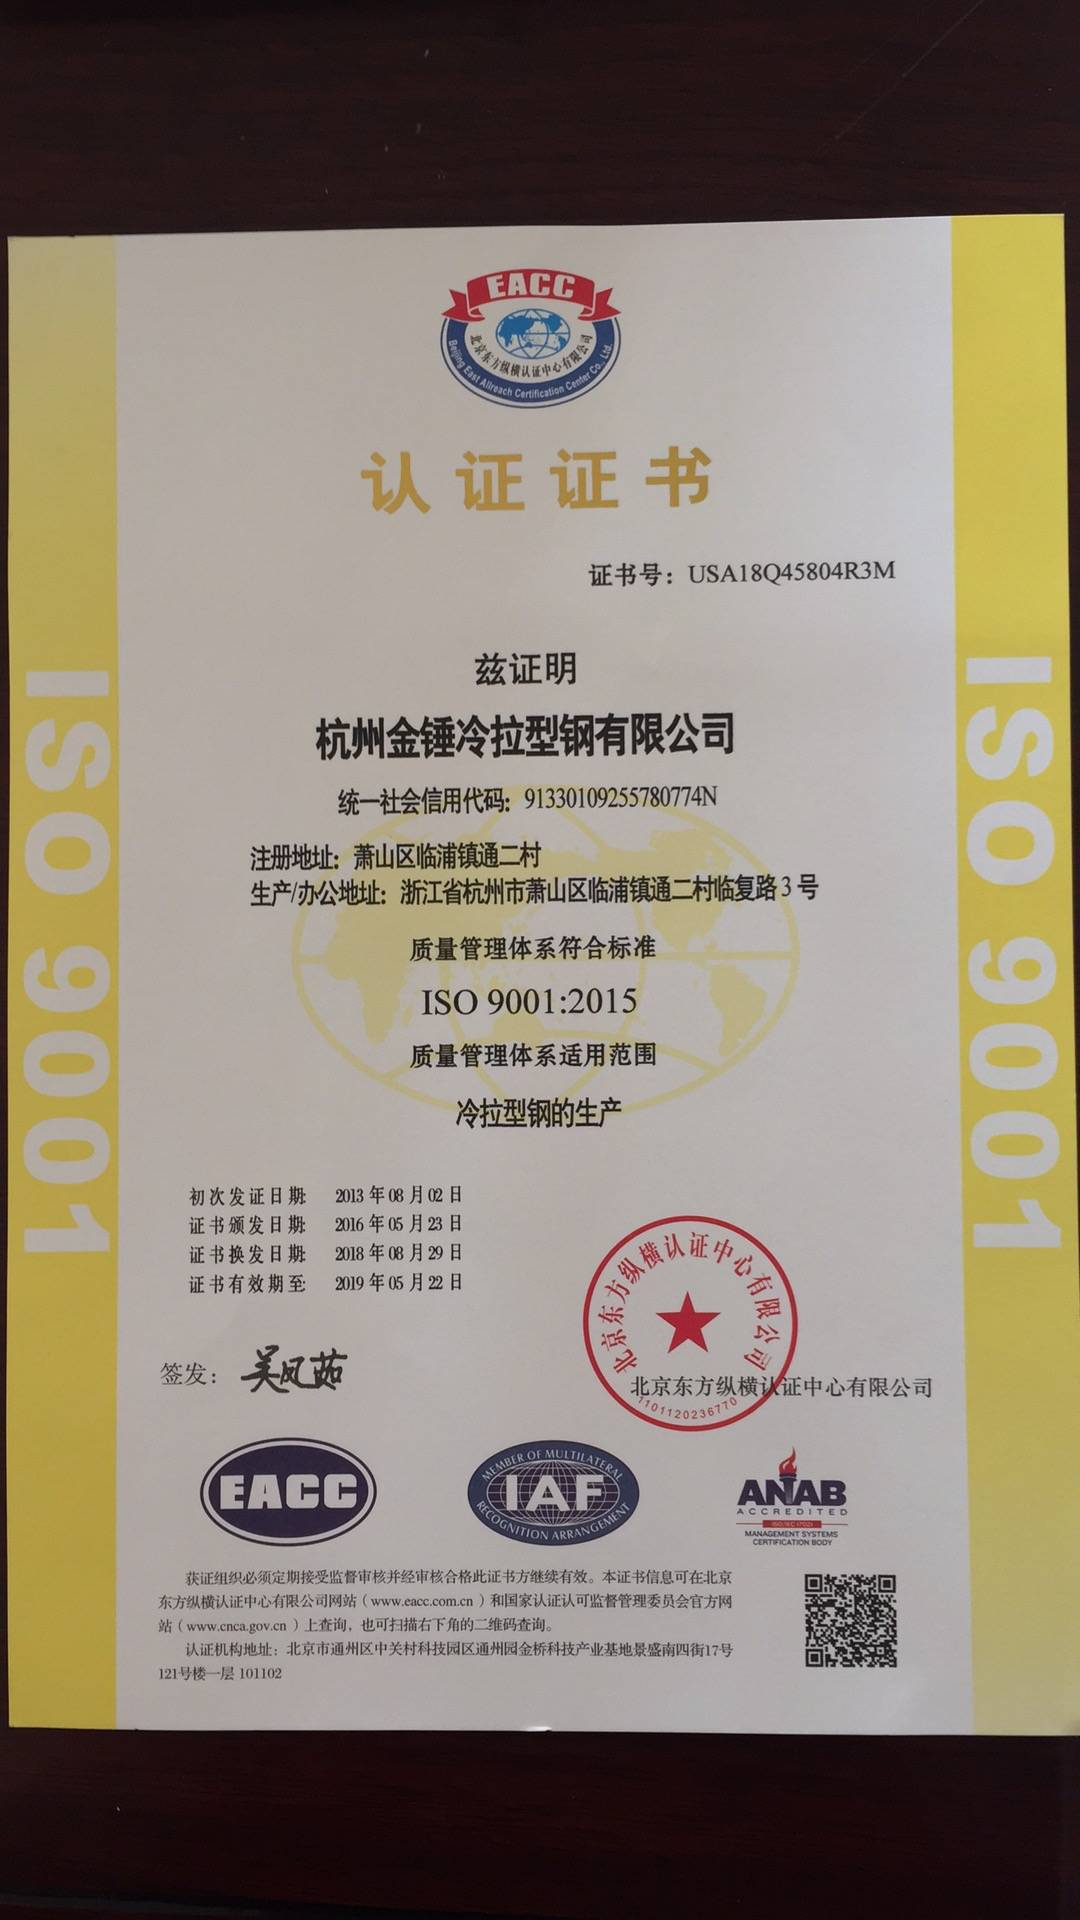 EACC
北京东方纵横认证中心有限公司
Beijing East Allreach Certification Center Co., Ltd.
认证证书
证书号：USA18Q45804R3M
兹证明
杭州金锤冷拉型钢有限公司
统一社会信用代码：91330109255780774N
注册地址：萧山区临浦镇通二村
生产/办公地址：浙江省杭州市萧山区临浦镇通二村临复路3号
质量管理体系符合标准
ISO 9001:2015
质量管理体系适用范围
冷拉型钢的生产
ISO 9001
ISO 9001
初次发证日期：2013年08月02日
证书颁发日期：2016年05月23日
证书换发日期：2018年08月29日
证书有效期至：2019年05月22日
签发：吴凤茹
北京东方纵横认证中心有限公司
1101120236770
北京东方纵横认证中心有限公司
EACC
MEMBER OF MULTILATERAL
IAF
RECOGNITION ARRANGEMENT
ANAB
ACCREDITED
ISO/IEC 17021
MANAGEMENT SYSTEMS
CERTIFICATION BODY
获证组织必须定期接受监督审核并经审核合格此证书方继续有效。本证书信息可在北京
东方纵横认证中心有限公司网站（www.eacc.com.cn）和国家认证认可监督管理委员会官方网
站（www.cnca.gov.cn）上查询，也可扫描右下角的二维码查询。
认证机构地址：北京市通州区中关村科技园区通州园金桥科技产业基地景盛南四街17号
121号楼一层 101102